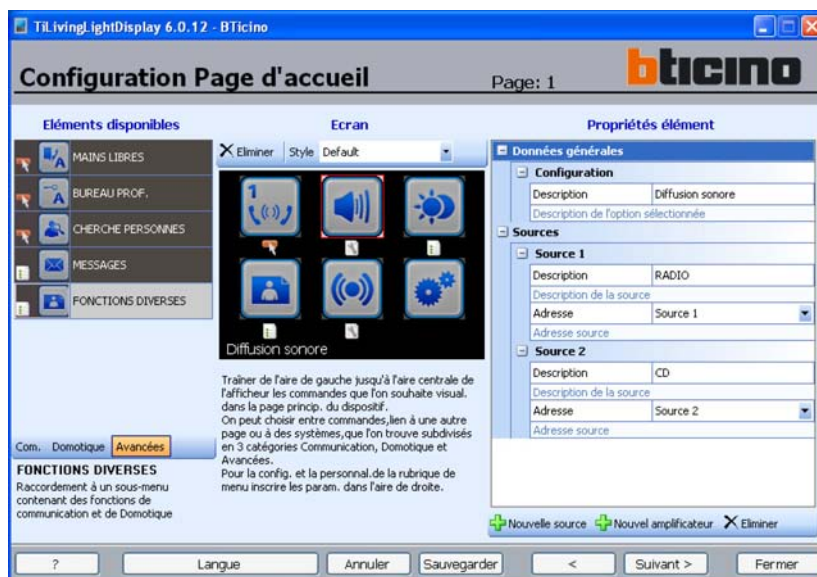 TiLivingLightDisplay 6.0.12 - BTicino
Configuration Page d'accueil
Page: 1
bticino
Eléments disponibles
MAINS LIBRES
BUREAU PROF.
CHERCHE PERSONNES
MESSAGES
FONCTIONS DIVERSES
Com. Domotique Avancées
FONCTIONS DIVERSES
Raccordement à un sous-menu
contenant des fonctions de
communication et de Domotique
Ecran
Eliminer Style Default
1
Diffusion sonore
Traîner de l'aire de gauche jusqu'à l'aire centrale de
l'afficheur les commandes que l'on souhaite visual.
dans la page princip. du dispositif.
On peut choisir entre commandes,lien à une autre
page ou à des systèmes,que l'on trouve subdivisés
en 3 catégories Communication, Domotique et
Avancées.
Pour la config. et la personnal.de la rubrique de
menu inscrire les param. dans l'aire de droite.
Propriétés élément
Données générales
Configuration
Description Diffusion sonore
Description de l'option sélectionnée
Sources
Source 1
Description RADIO
Description de la source
Adresse Source 1
Adresse source
Source 2
Description CD
Description de la source
Adresse Source 2
Adresse source
Nouvelle source Nouvel amplificateur Eliminer
? Langue Annuler Sauvegarder < Suivant > Fermer